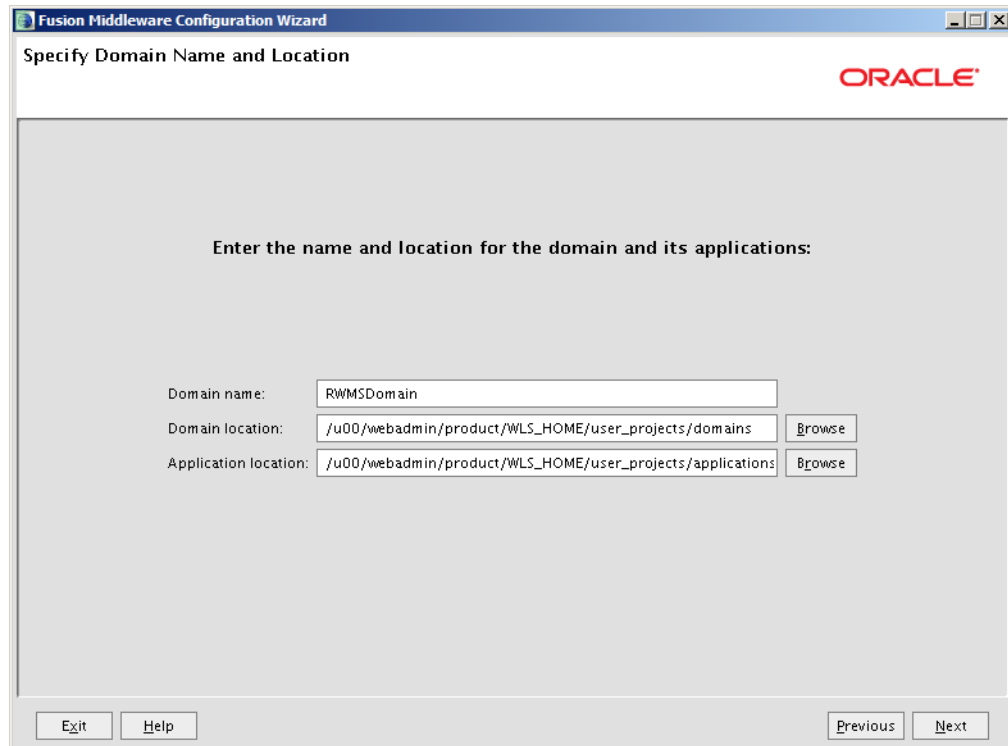 Fusion Middleware Configuration Wizard
Specify Domain Name and Location
ORACLE
Enter the name and location for the domain and its applications:
Domain name: RWMSDomain
Domain location: /u00/webadmin/product/WLS_HOME/user_projects/domains Browse
Application location: /u00/webadmin/product/WLS_HOME/user_projects/applications Browse
Exit Help Previous Next